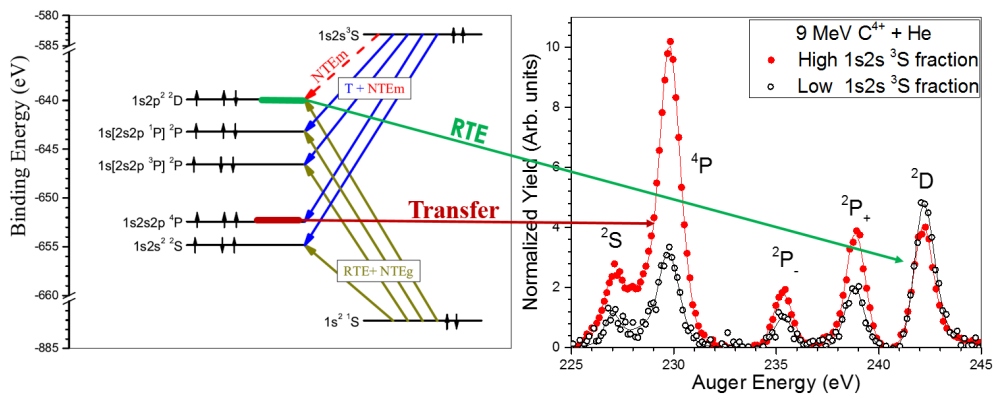 -580
-585
-640
-645
-650
-655
-660
-885
Binding Energy (eV)
1s2s³S
1s2p² ²D
1s[2s2p ¹P] ²P
1s[2s2p ³P] ²P
1s2s2p ⁴P
1s2s² ²S
1s² ¹S
NTEm
T + NTEm
RTE+ NTEg
RTE
Transfer
9 MeV C⁴⁺ + He
High 1s2s ³S fraction
Low 1s2s ³S fraction
Normalized Yield (Arb. units)
10
8
6
4
2
0
²S
⁴P
²P₋
²P₊
²D
225
230
235
240
245
Auger Energy (eV)